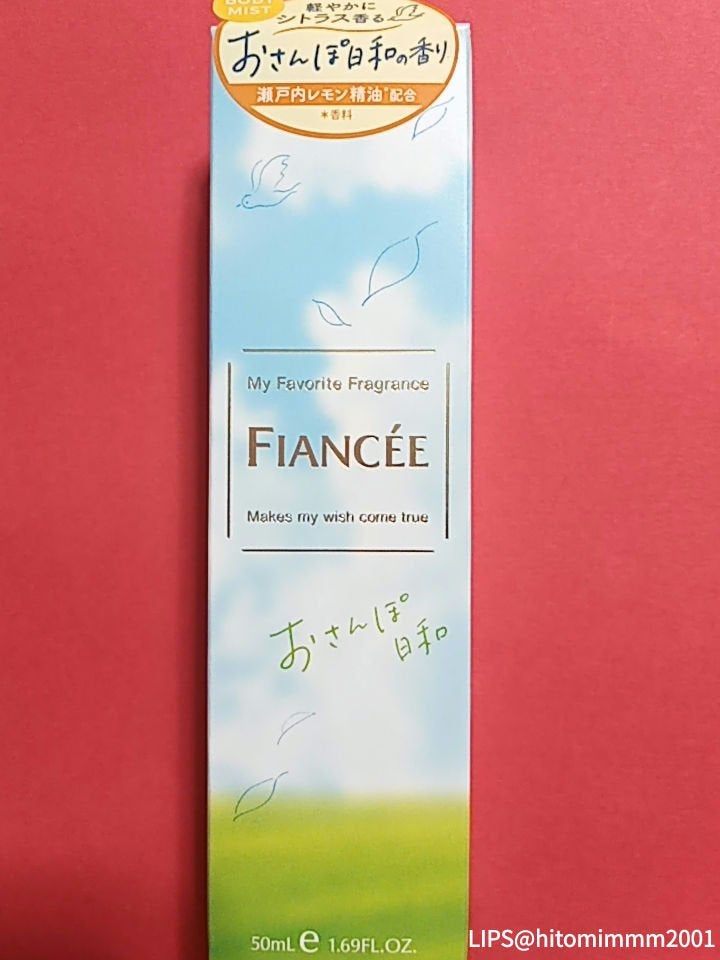 BODY
MIST
軽やかに
シトラス香る
おさんぽ日和の香り
瀬戸内レモン精油*配合
*香料
My Favorite Fragrance
FIANCÉE
Makes my wish come true
おさんぽ
日和
50mL e 1.69FL.OZ.
LIPS@hitomimmm2001